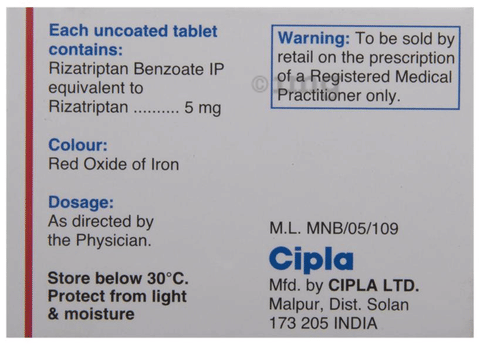 Each uncoated tablet
contains:
Rizatriptan Benzoate IP
equivalent to
Rizatriptan .......... 5 mg
Colour:
Red Oxide of Iron
Dosage:
As directed by
the Physician.
Store below 30°C.
Protect from light
& moisture
Warning: To be sold by
retail on the prescription
of a Registered Medical
Practitioner only.
M.L. MNB/05/109
Cipla
Mfd. by CIPLA LTD.
Malpur, Dist. Solan
173 205 INDIA